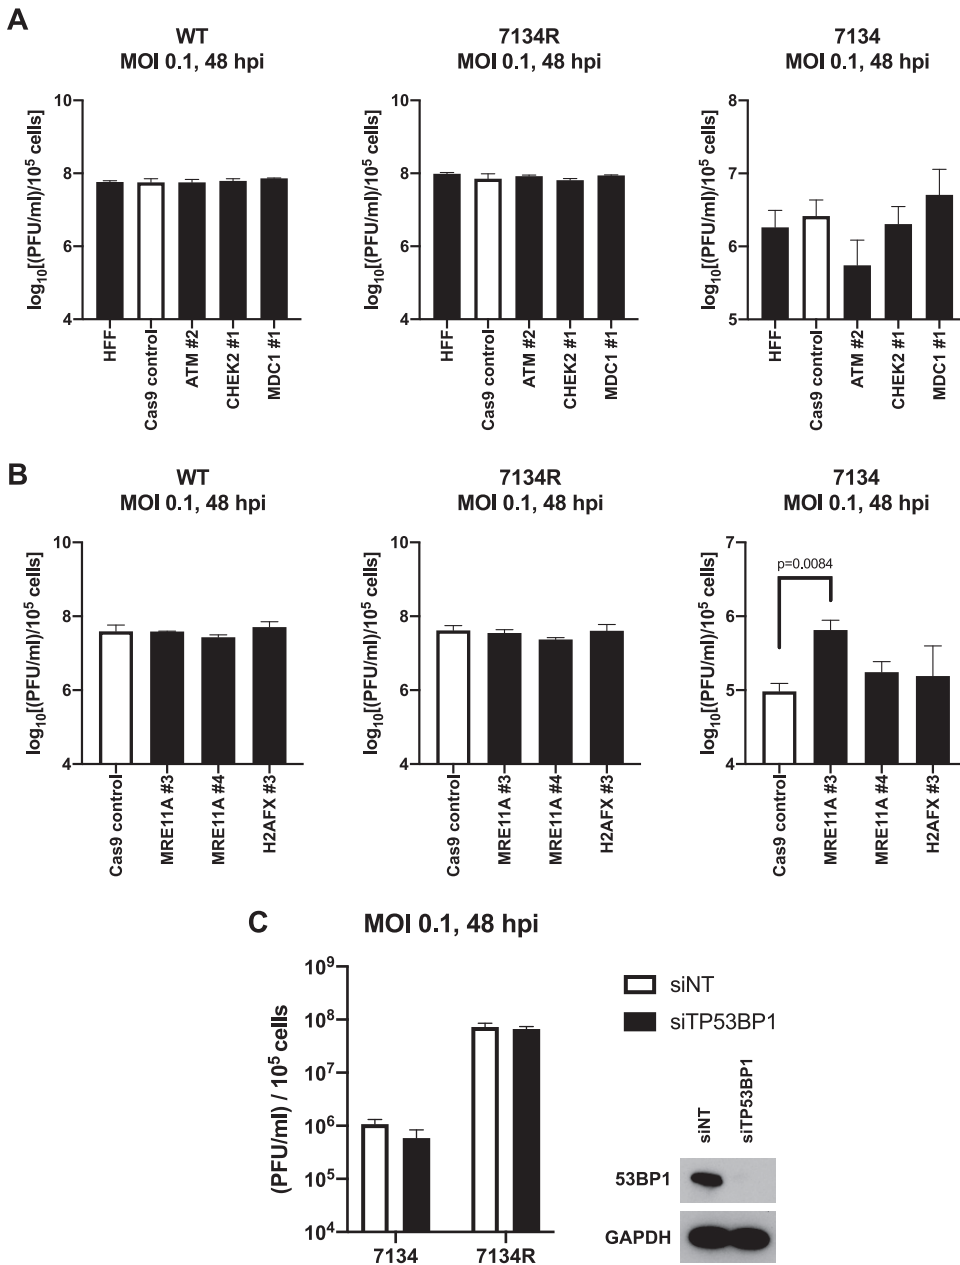 A
WT
MOI 0.1, 48 hpi
log10[(PFU/ml)/10^5 cells]
10
8
6
4
HFF
Cas9 control
ATM #2
CHEK2 #1
MDC1 #1
7134R
MOI 0.1, 48 hpi
log10[(PFU/ml)/10^5 cells]
10
8
6
4
HFF
Cas9 control
ATM #2
CHEK2 #1
MDC1 #1
7134
MOI 0.1, 48 hpi
log10[(PFU/ml)/10^5 cells]
8
7
6
5
HFF
Cas9 control
ATM #2
CHEK2 #1
MDC1 #1
B
WT
MOI 0.1, 48 hpi
log10[(PFU/ml)/10^5 cells]
10
8
6
4
Cas9 control
MRE11A #3
MRE11A #4
H2AFX #3
7134R
MOI 0.1, 48 hpi
log10[(PFU/ml)/10^5 cells]
10
8
6
4
Cas9 control
MRE11A #3
MRE11A #4
H2AFX #3
7134
MOI 0.1, 48 hpi
log10[(PFU/ml)/10^5 cells]
7
6
5
4
p=0.0084
Cas9 control
MRE11A #3
MRE11A #4
H2AFX #3
C
MOI 0.1, 48 hpi
(PFU/ml) / 10^5 cells
10^9
10^8
10^7
10^6
10^5
10^4
7134
7134R
siNT
siTP53BP1
siNT
siTP53BP1
53BP1
GAPDH